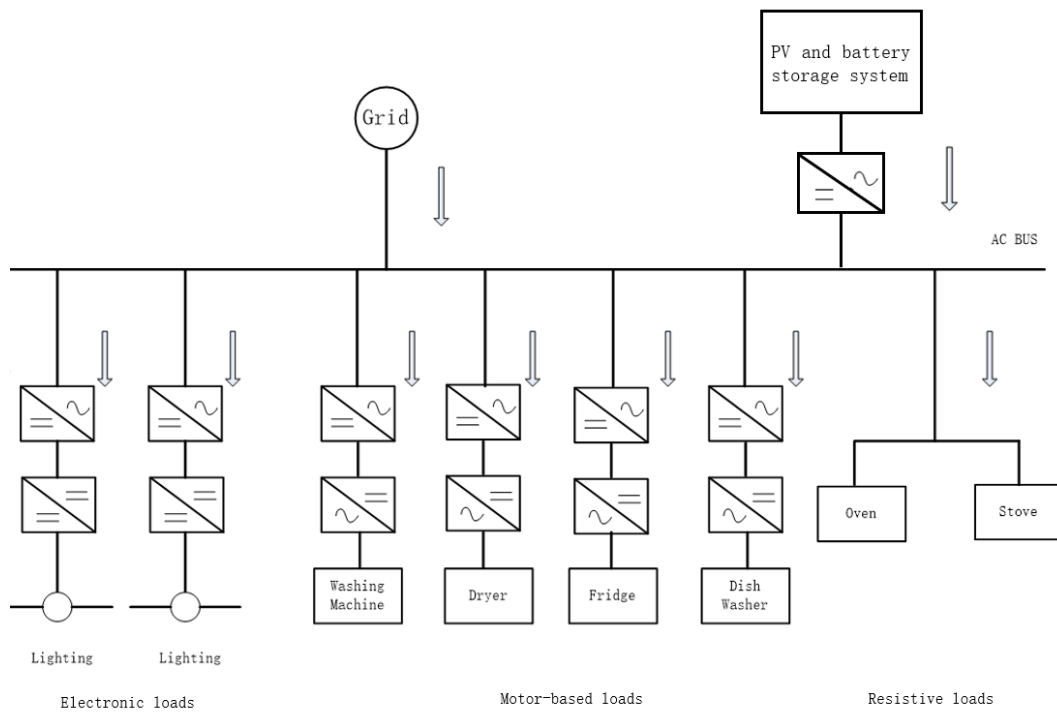 PV and battery
storage system
Grid
AC BUS
Oven
Stove
Washing
Machine
Dryer
Fridge
Dish
Washer
Lighting
Lighting
Electronic loads
Motor-based loads
Resistive loads